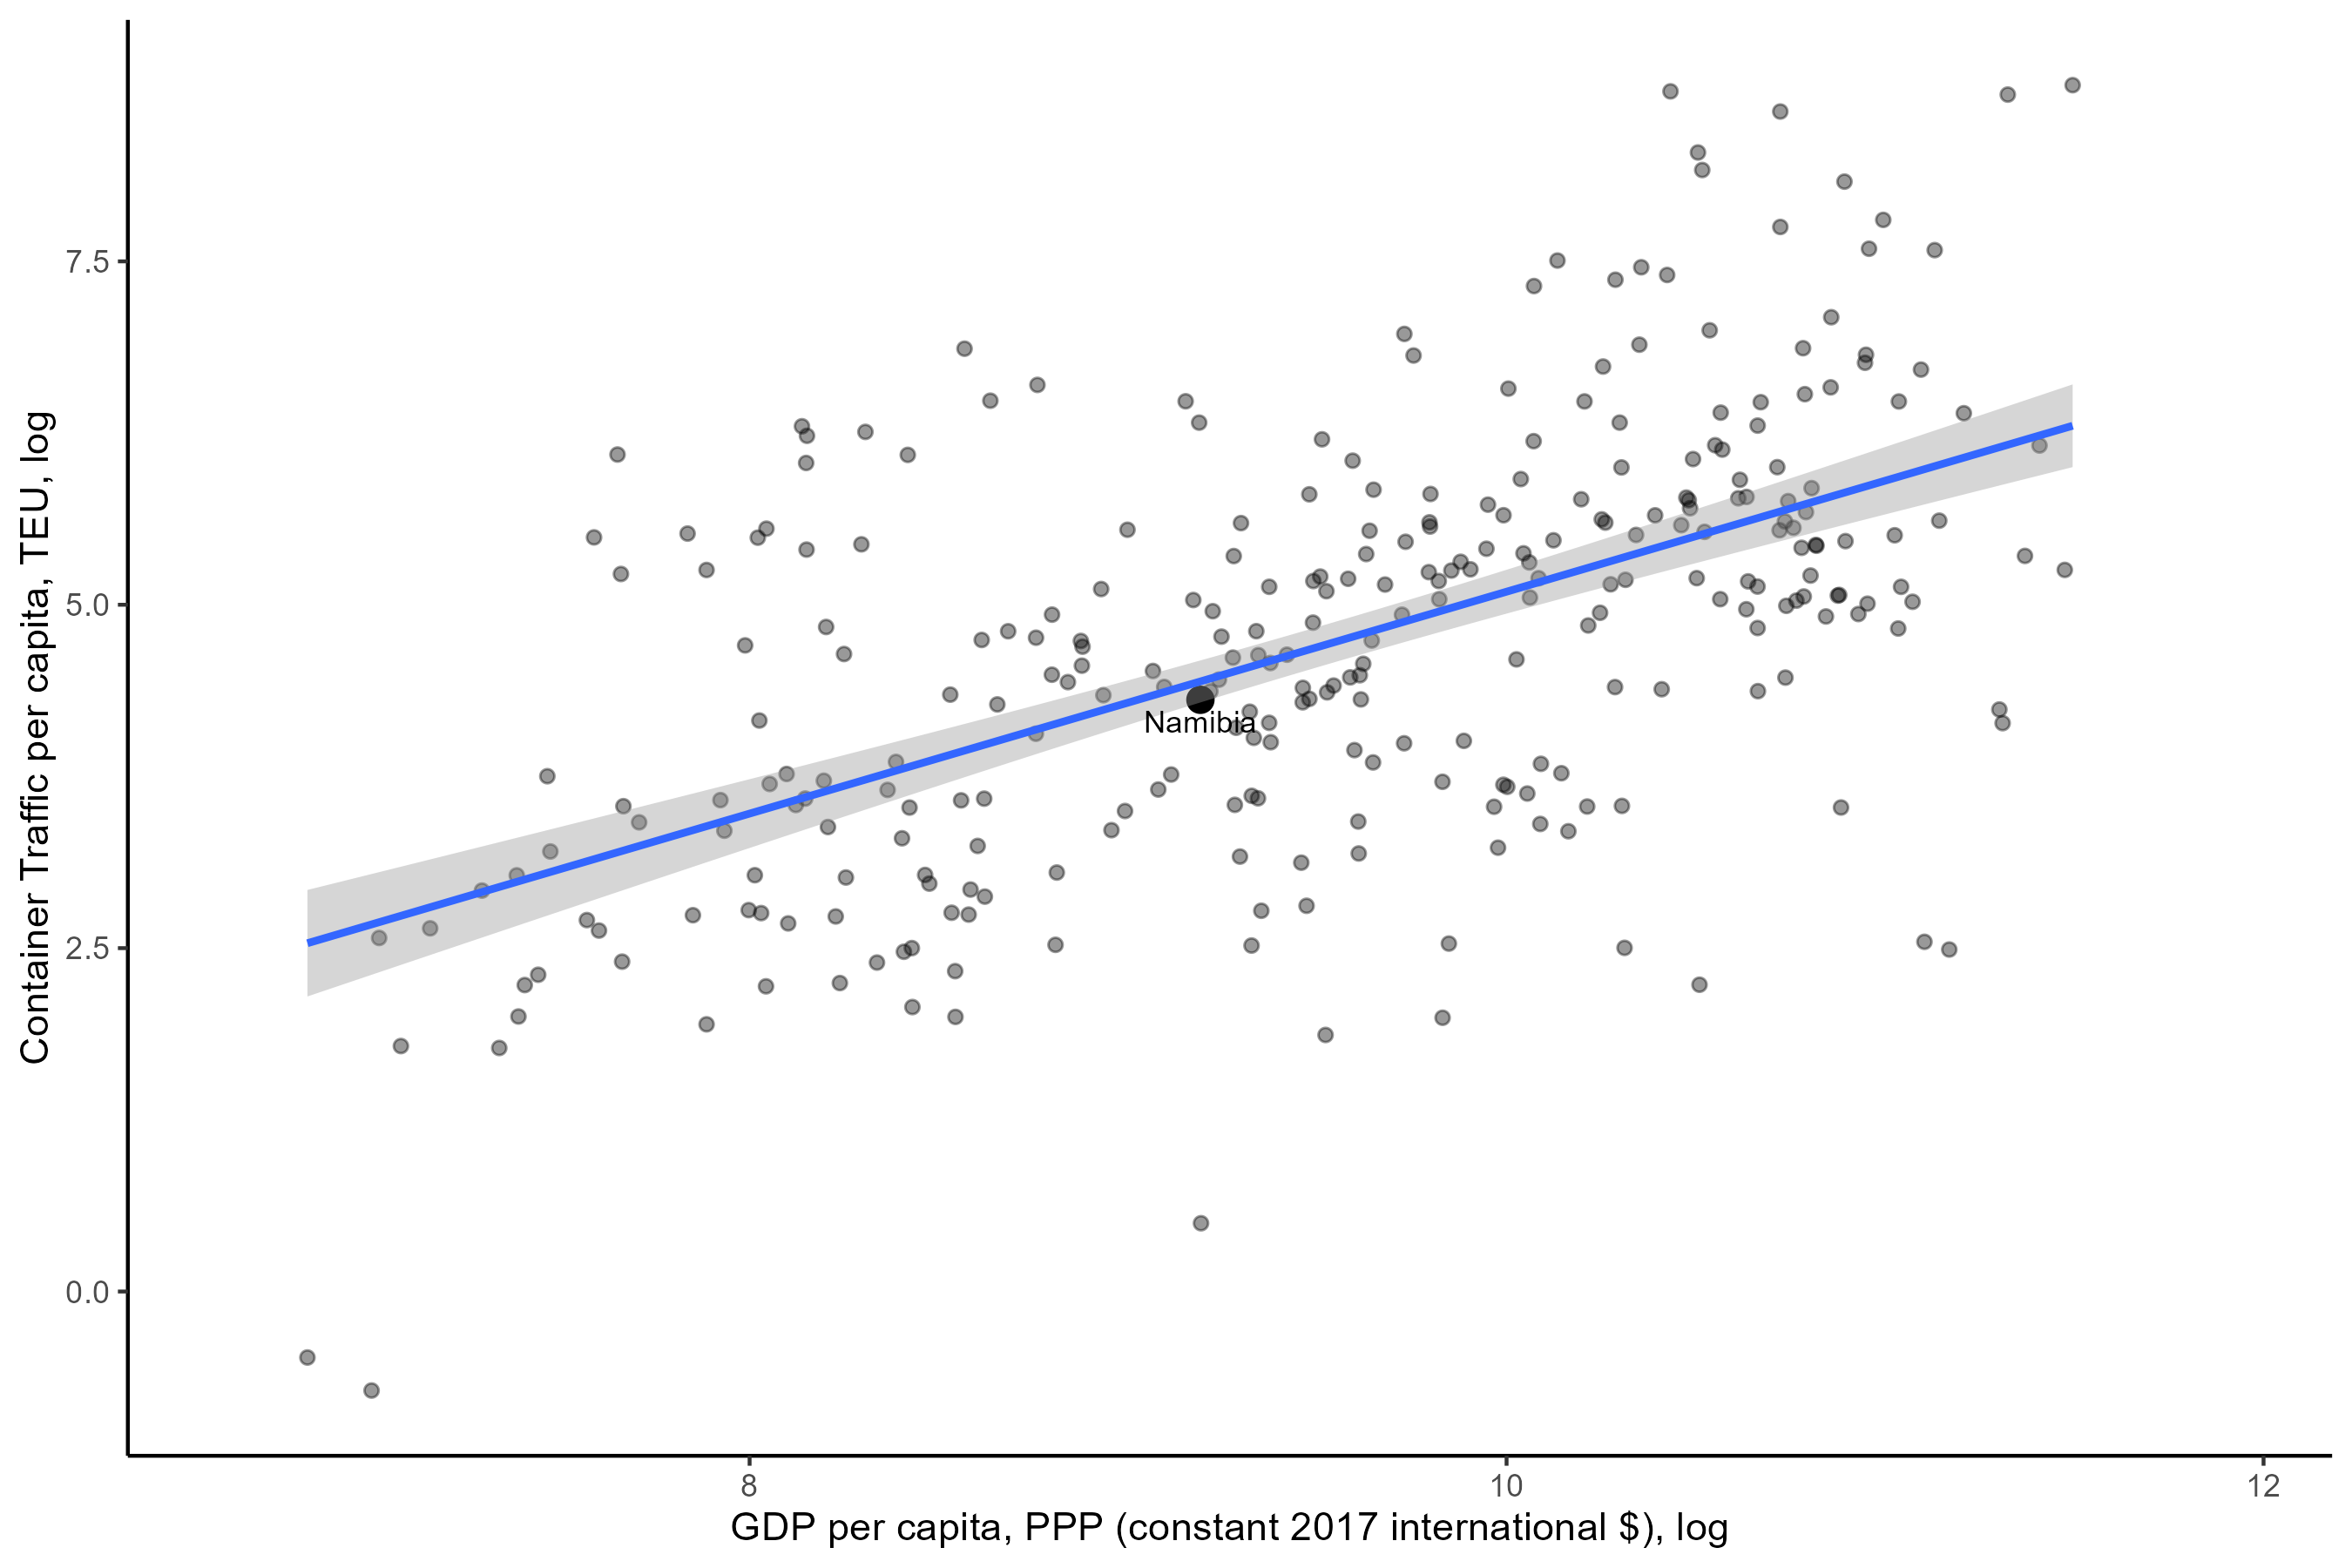 Container Traffic per capita, TEU, log
7.5
5.0
2.5
0.0
Namibia
8
10
12
GDP per capita, PPP (constant 2017 international $), log